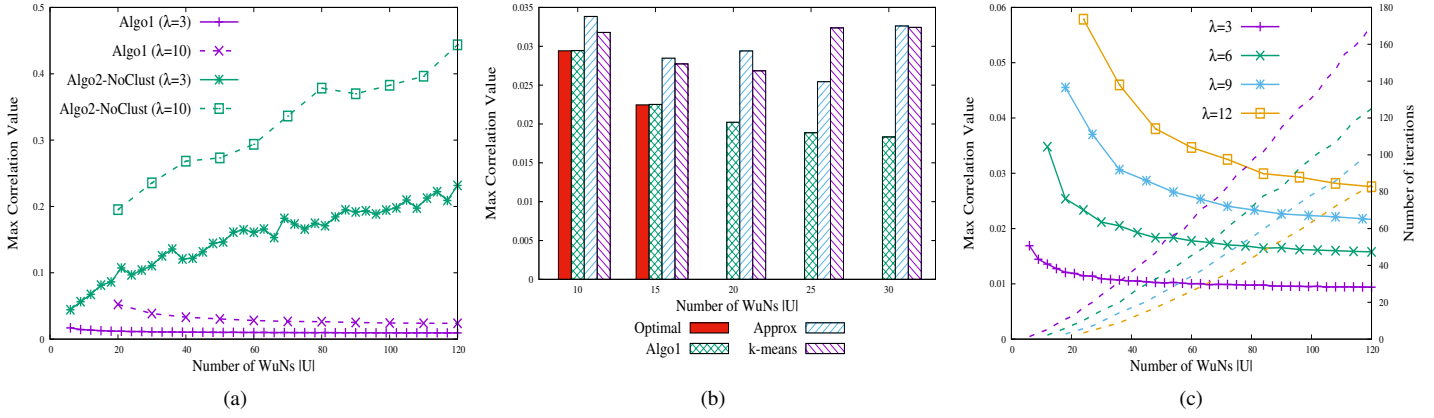 Max Correlation Value
0.5
0.4
0.3
0.2
0.1
0
0
20
40
60
80
100
120
Number of WuNs |U|
Algo1 (λ=3)
Algo1 (λ=10)
Algo2-NoClust (λ=3)
Algo2-NoClust (λ=10)
(a)
Max Correlation Value
0.035
0.03
0.025
0.02
0.015
0.01
0.005
0
10
15
20
25
30
Number of WuNs |U|
Optimal
Approx
Algo1
k-means
(b)
Max Correlation Value
0.06
0.05
0.04
0.03
0.02
0.01
0
0
20
40
60
80
100
120
Number of WuNs |U|
λ=3
λ=6
λ=9
λ=12
180
160
140
120
100
80
60
40
20
0
Number of iterations
(c)